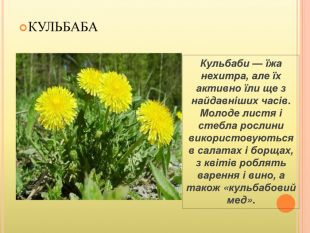 КУЛЬБАБА
Кульбаби — їжа
нехитра, але їх
активно їли ще з
найдавніших часів.
Молоде листя і
стебла рослини
використовуються
в салатах і борщах,
з квітів роблять
варення і вино, а
також «кульбабовий
мед».